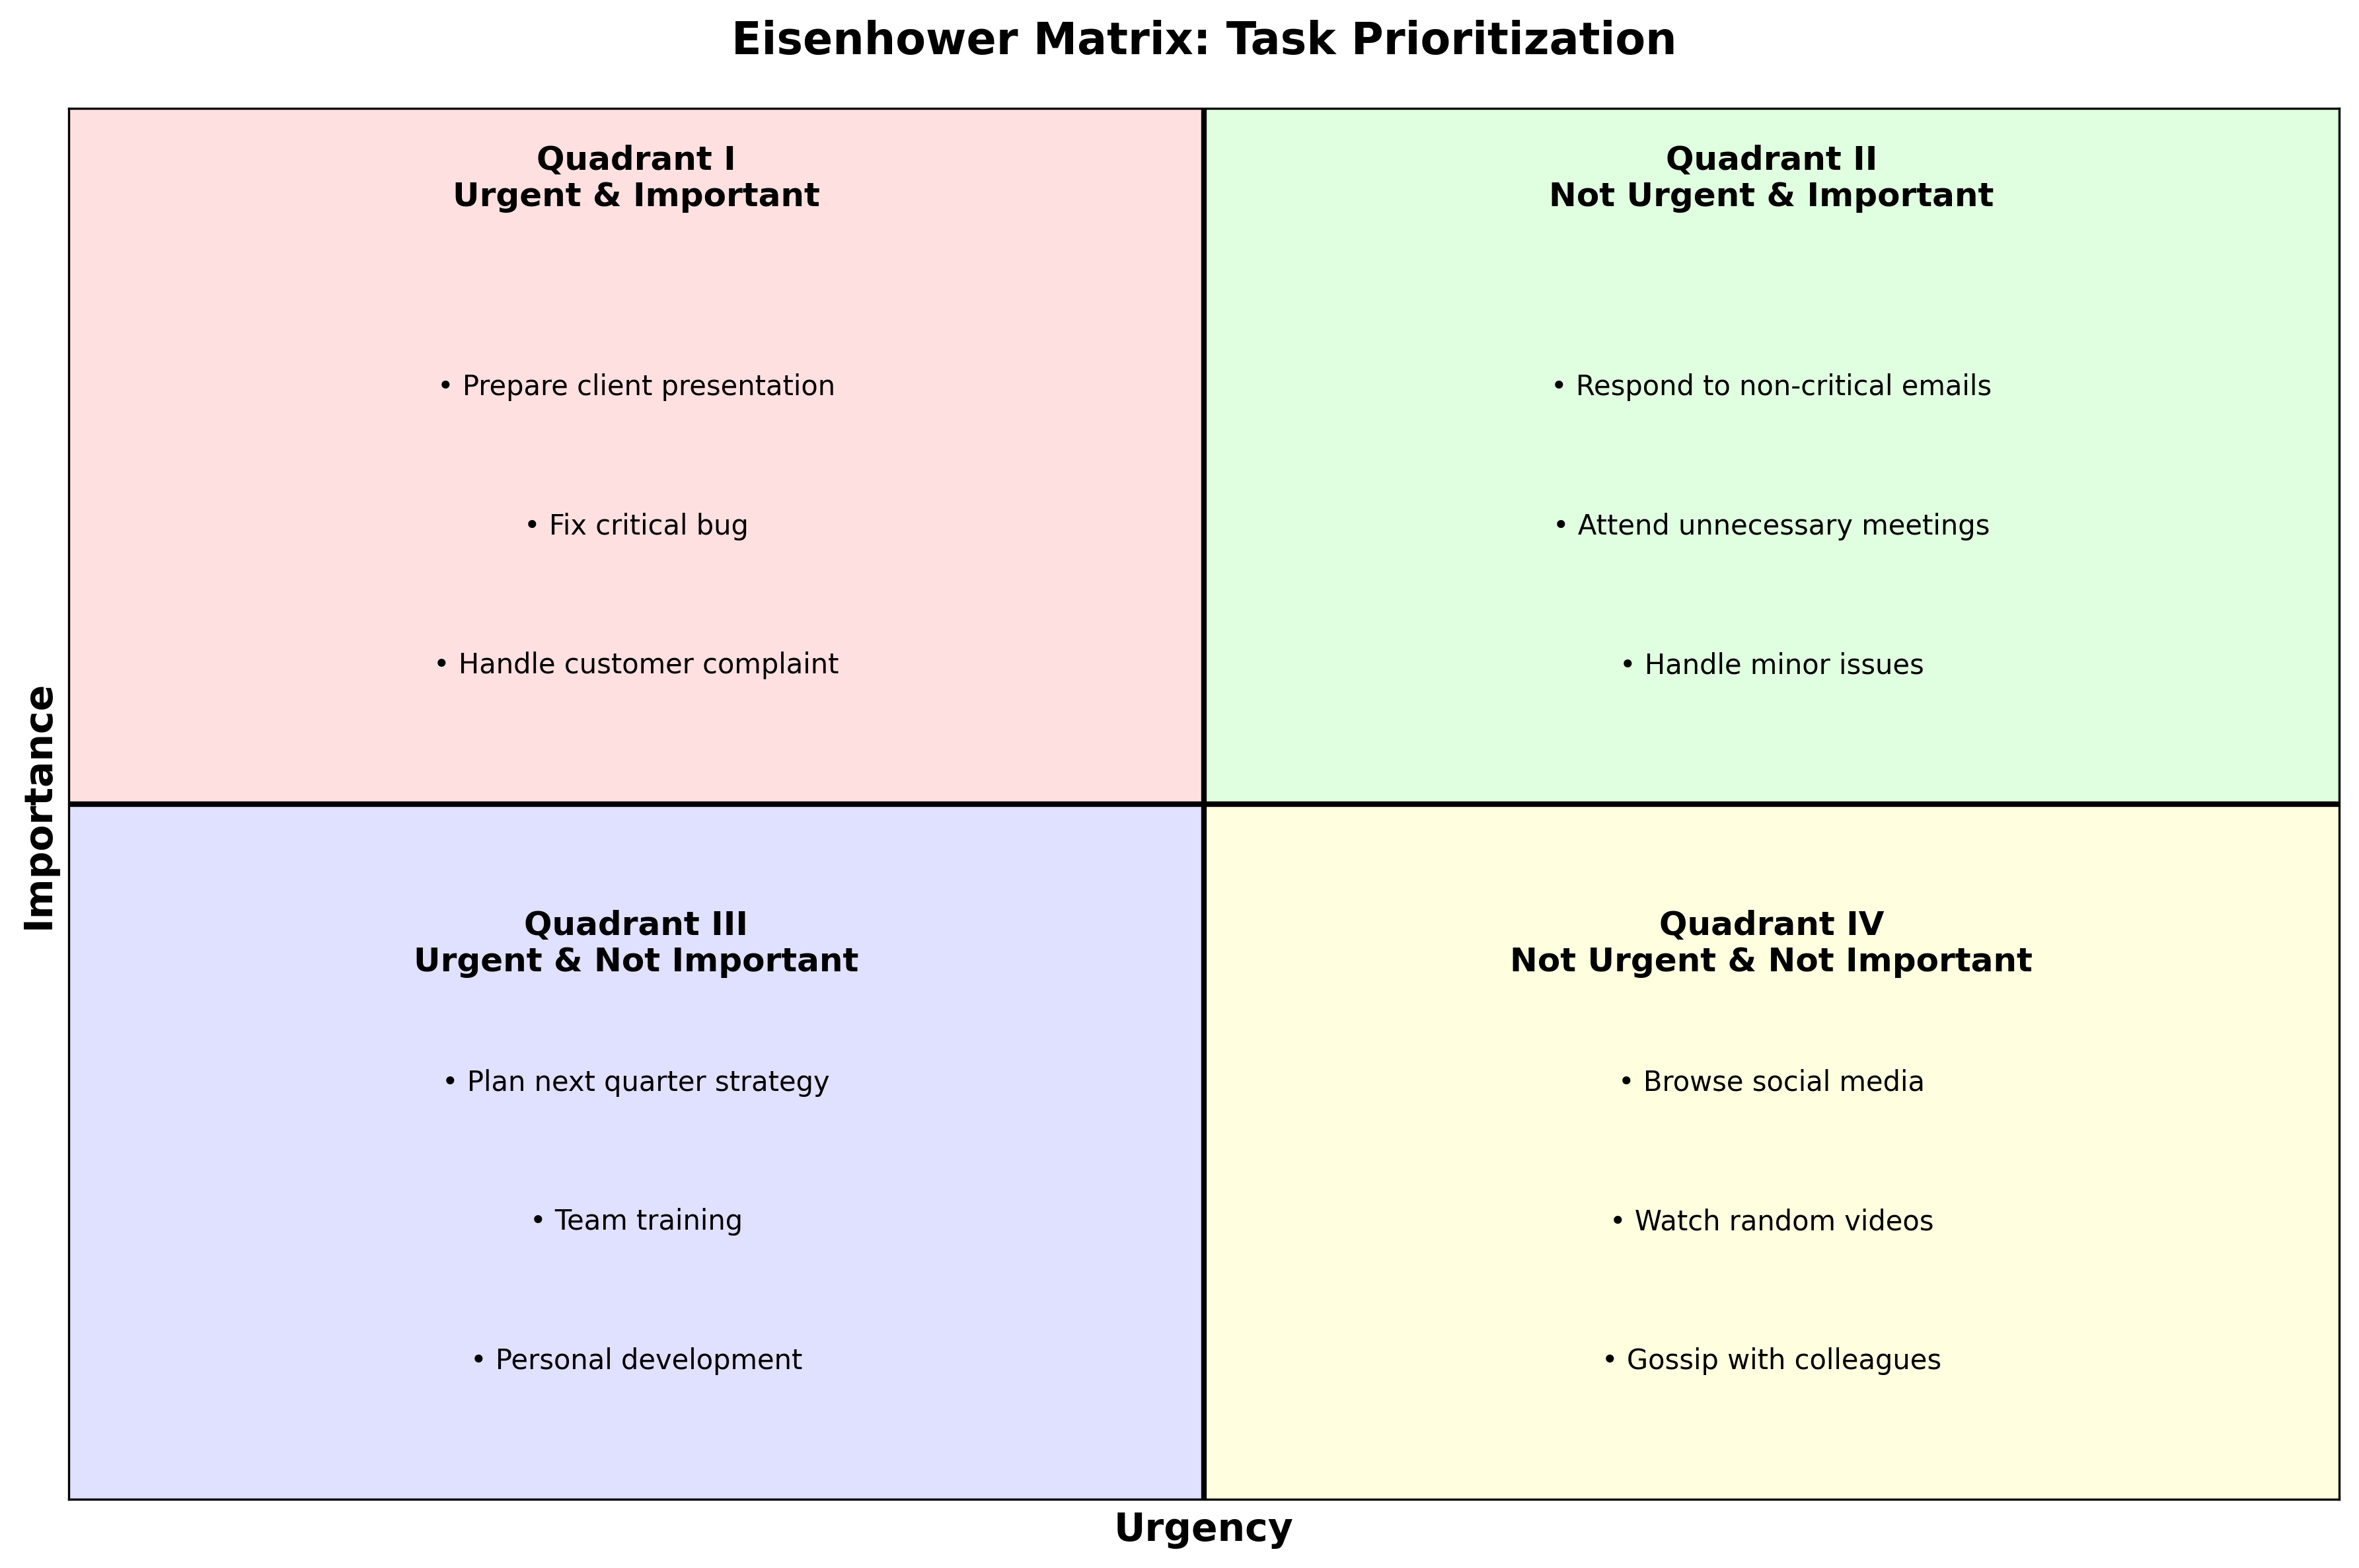 Eisenhower Matrix: Task Prioritization
Quadrant I
Urgent & Important
• Prepare client presentation
• Fix critical bug
• Handle customer complaint
Quadrant II
Not Urgent & Important
• Respond to non-critical emails
• Attend unnecessary meetings
• Handle minor issues
Importance
Quadrant III
Urgent & Not Important
• Plan next quarter strategy
• Team training
• Personal development
Quadrant IV
Not Urgent & Not Important
• Browse social media
• Watch random videos
• Gossip with colleagues
Urgency